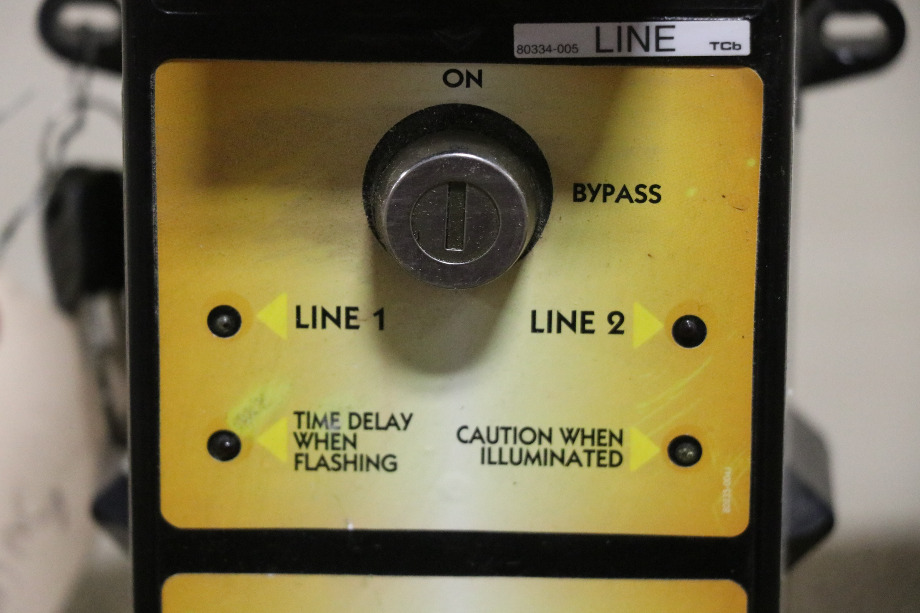 80334-005 LINE TCb
ON
BYPASS
LINE 1
LINE 2
TIME DELAY
WHEN
FLASHING
CAUTION WHEN
ILLUMINATED